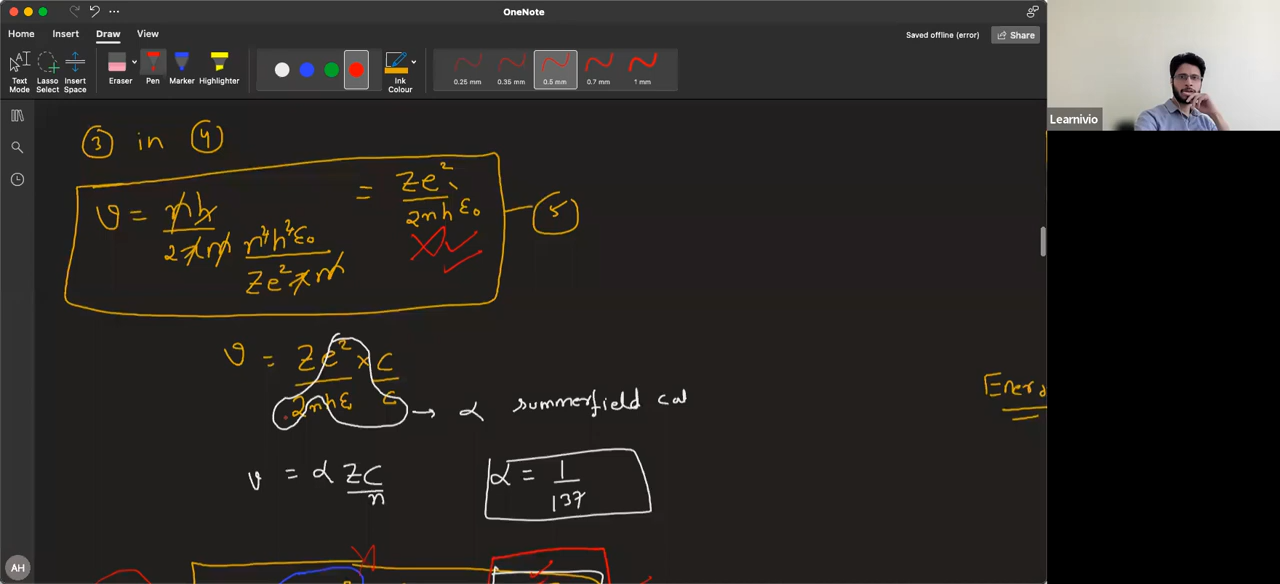 OneNote
Home Insert Draw View
Saved offline (error)
Share
Text Mode
Lasso Select
Insert Space
Eraser
Pen
Marker
Highlighter
Ink Colour
0.25 mm
0.35 mm
0.5 mm
0.7 mm
1 mm
Learnivio
③ in ④
ϑ = nh / 2πm n²h²ε₀ / Ze²πm = Ze² / 2nhε₀ — ⑤
ϑ = Ze² / 2nhε × C / C → α summerfield cal
v = α ZC / n
α = 1 / 137
Ener
AH